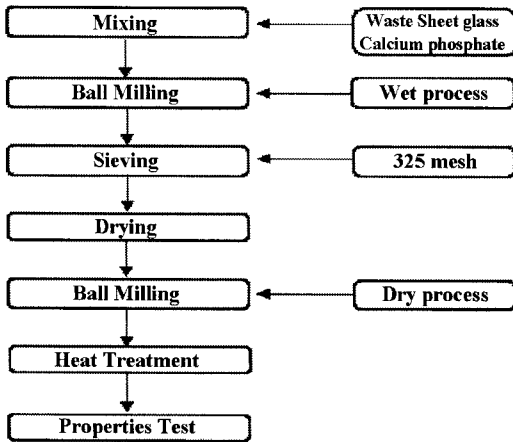 Mixing
Waste Sheet glass
Calcium phosphate
Ball Milling
Wet process
Sieving
325 mesh
Drying
Ball Milling
Dry process
Heat Treatment
Properties Test